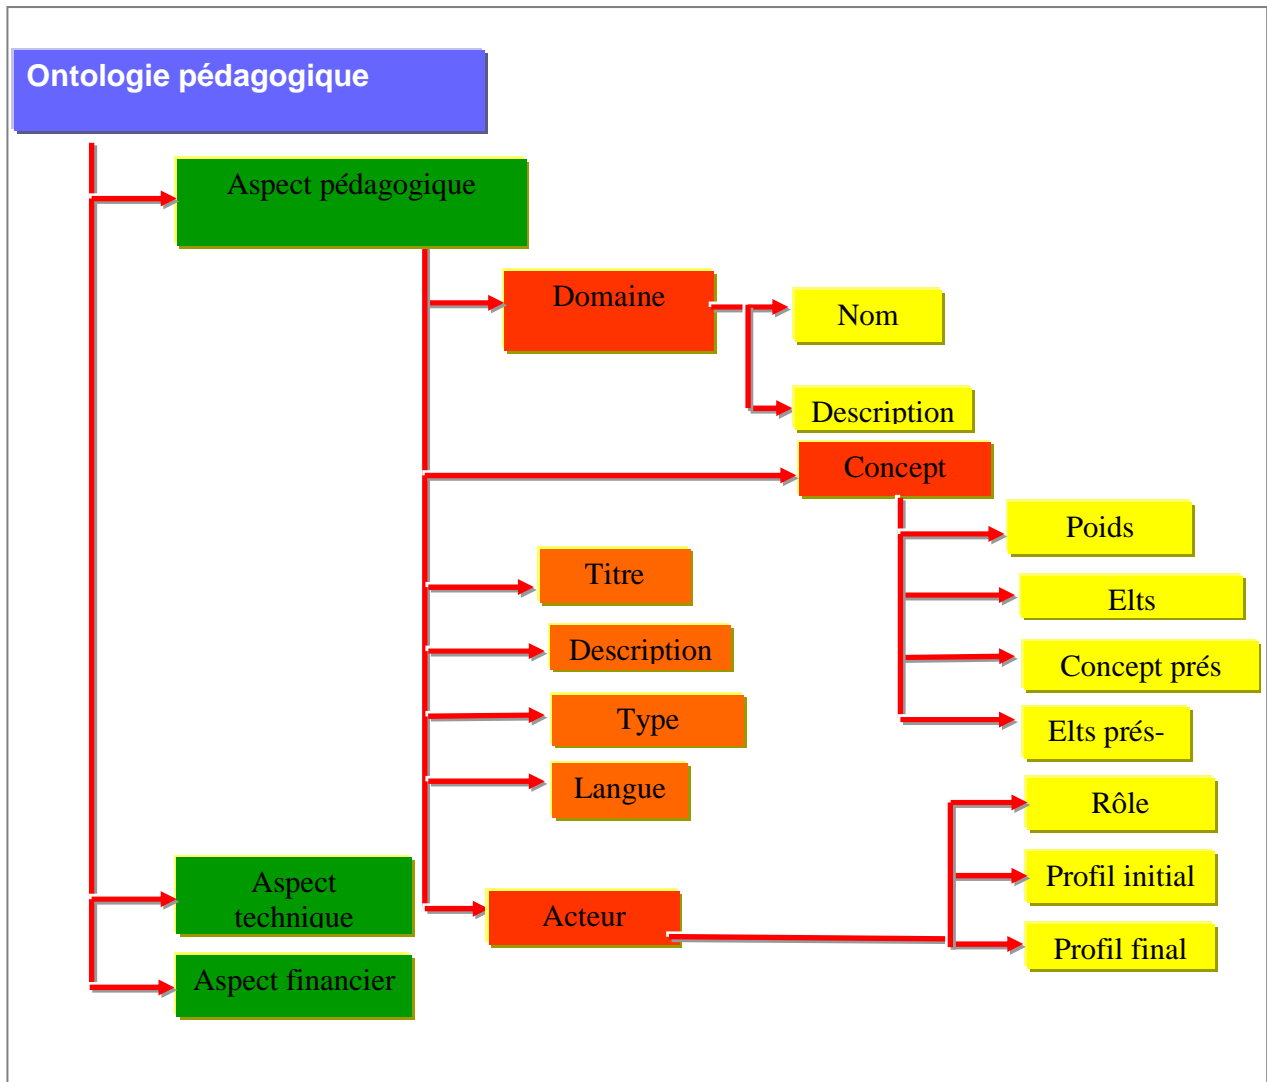 Ontologie pédagogique
Aspect pédagogique
Domaine
Nom
Description
Concept
Poids
Elts
Concept prés
Elts prés-
Titre
Description
Type
Langue
Acteur
Rôle
Profil initial
Profil final
Aspect
technique
Aspect financier